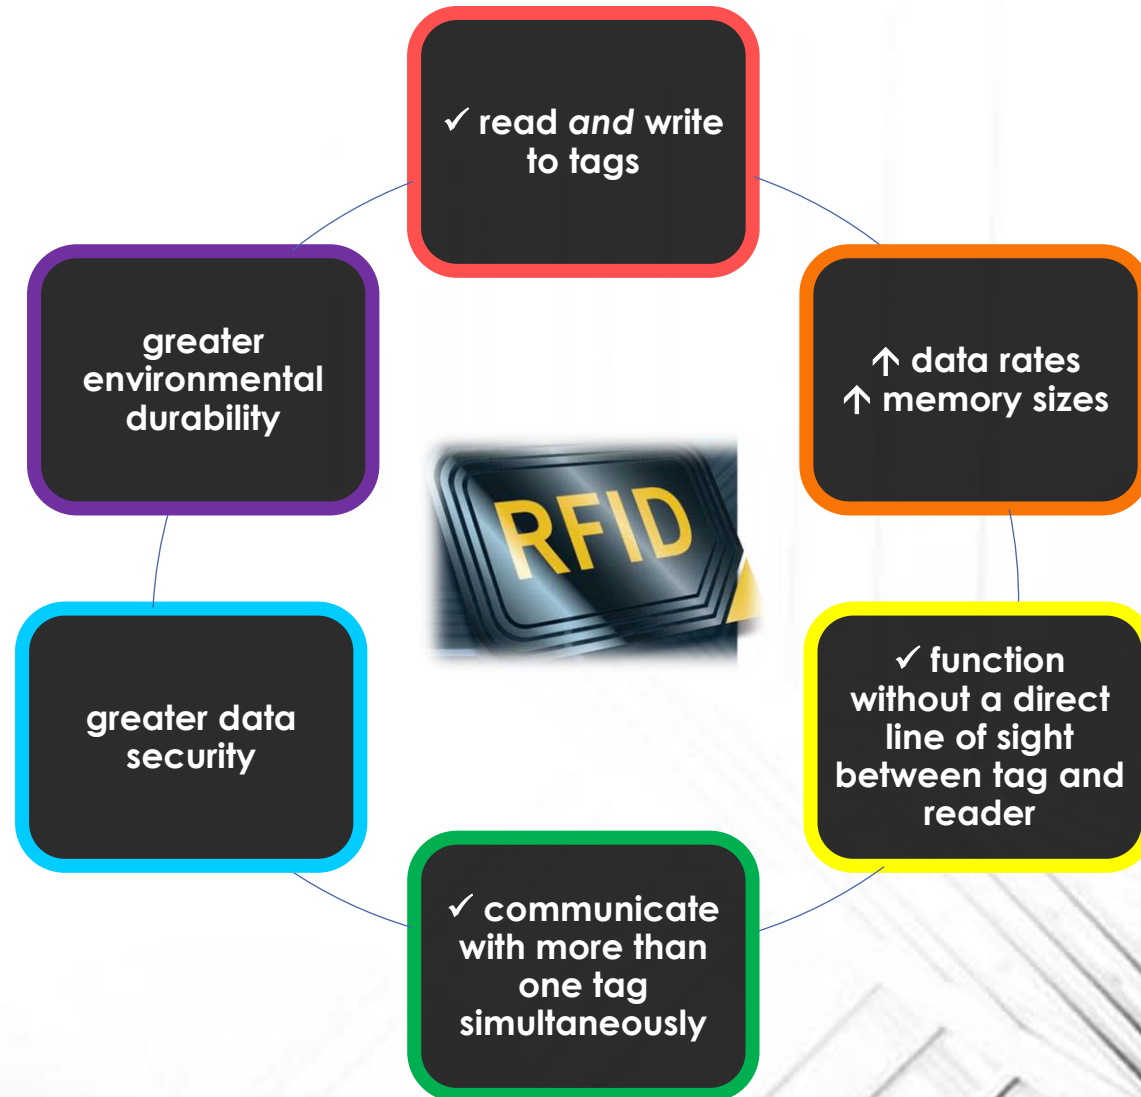 ✓ read and write
to tags
↑ data rates
↑ memory sizes
✓ function
without a direct
line of sight
between tag and
reader
✓ communicate
with more than
one tag
simultaneously
greater data
security
greater
environmental
durability
RFID